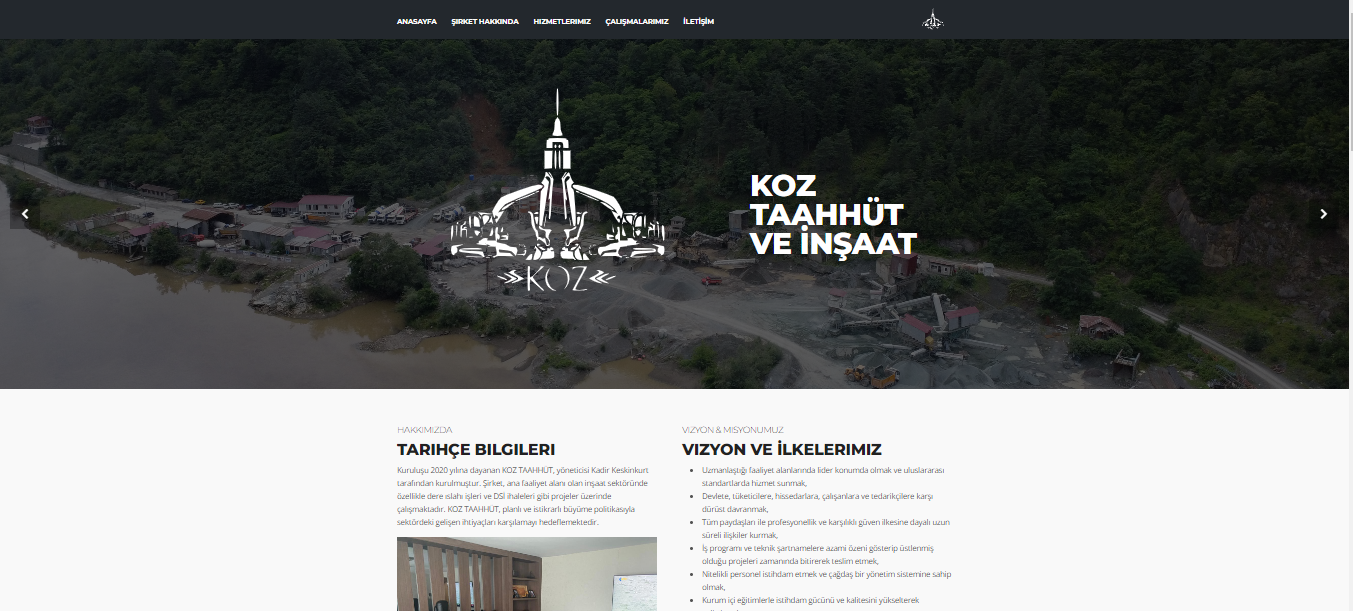 ANASAYFA ŞIRKET HAKKINDA HIZMETLERIMIZ ÇALIŞMALARIMIZ İLETİŞİM
KOZ
TAAHHÜT
VE İNŞAAT
KOZ
HAKKIMIZDA
TARIHÇE BILGILERI
Kuruluşu 2020 yılına dayanan KOZ TAAHHÜT, yöneticisi Kadir Keskinkurt
tarafından kurulmuştur. Şirket, ana faaliyet alanı olan inşaat sektöründe
özellikle dere ıslahı işleri ve DSİ ihaleleri gibi projeler üzerinde
çalışmaktadır. KOZ TAAHHÜT, planlı ve istikrarlı büyüme politikasıyla
sektördeki gelişen ihtiyaçları karşılamayı hedeflemektedir.
VIZYON & MISYONUMUZ
VIZYON VE İLKELERIMIZ
Uzmanlaştığı faaliyet alanlarında lider konumda olmak ve uluslararası
standartlarda hizmet sunmak,
Devlete, tüketicilere, hissedarlara, çalışanlara ve tedarikçilere karşı
dürüst davranmak,
Tüm paydaşları ile profesyonellik ve karşılıklı güven ilkesine dayalı uzun
süreli ilişkiler kurmak,
İş programı ve teknik şartnamelere azami özeni gösterip üstlenmiş
olduğu projeleri zamanında bitirerek teslim etmek,
Nitelikli personel istihdam etmek ve çağdaş bir yönetim sistemine sahip
olmak,
Kurum içi eğitimlerle istihdam gücünü ve kalitesini yükselterek